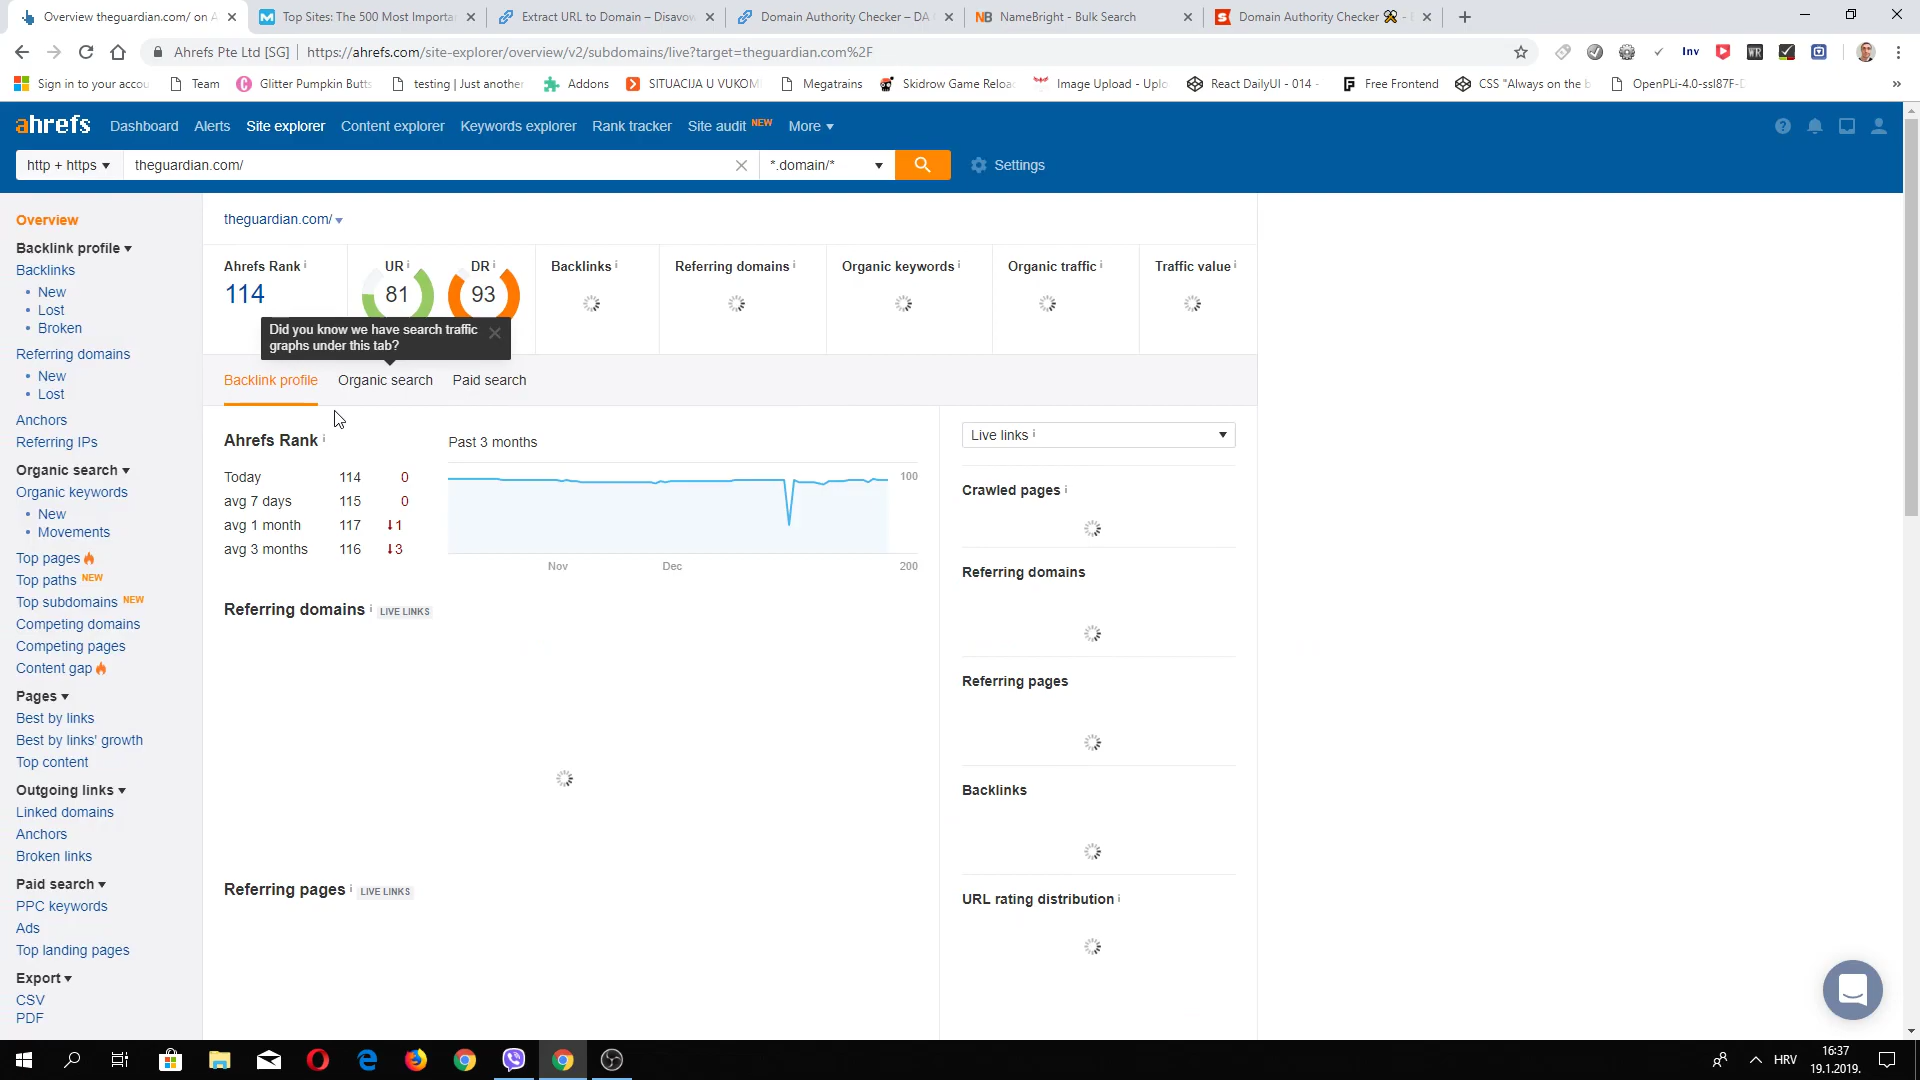 Overview theguardian.com/ on A
Top Sites: The 500 Most Importa
Extract URL to Domain – Disavow
Domain Authority Checker – DA
NB NameBright - Bulk Search
Domain Authority Checker
Ahrefs Pte Ltd [SG] | https://ahrefs.com/site-explorer/overview/v2/subdomains/live?target=theguardian.com%2F
Inv
WR
Sign in to your accou
Team
Glitter Pumpkin Butts
testing | Just another
Addons
SITUACIJA U VUKOM
Megatrains
Skidrow Game Reloa
Image Upload - Uplo
React DailyUI - 014 -
Free Frontend
CSS "Always on the b
OpenPLi-4.0-ssl87F-D
»
ahrefs
Dashboard
Alerts
Site explorer
Content explorer
Keywords explorer
Rank tracker
Site audit NEW
More
http + https
theguardian.com/
*.domain/*
Settings
Overview
Backlink profile
Backlinks
• New
• Lost
• Broken
Referring domains
• New
• Lost
Anchors
Referring IPs
Organic search
Organic keywords
• New
• Movements
Top pages
Top paths NEW
Top subdomains NEW
Competing domains
Competing pages
Content gap
Pages
Best by links
Best by links' growth
Top content
Outgoing links
Linked domains
Anchors
Broken links
Paid search
PPC keywords
Ads
Top landing pages
Export
CSV
PDF
theguardian.com/
Ahrefs Rank i
114
UR i
81
DR i
93
Backlinks i
Referring domains i
Organic keywords i
Organic traffic i
Traffic value i
Did you know we have search traffic
graphs under this tab?
Backlink profile
Organic search
Paid search
Ahrefs Rank i
Past 3 months
Today 114 0
avg 7 days 115 0
avg 1 month 117 ↓1
avg 3 months 116 ↓3
100
Nov
Dec
200
Referring domains i LIVE LINKS
Referring pages i LIVE LINKS
Live links i
Crawled pages i
Referring domains
Referring pages
Backlinks
URL rating distribution i
HRV
16:37
19.1.2019.